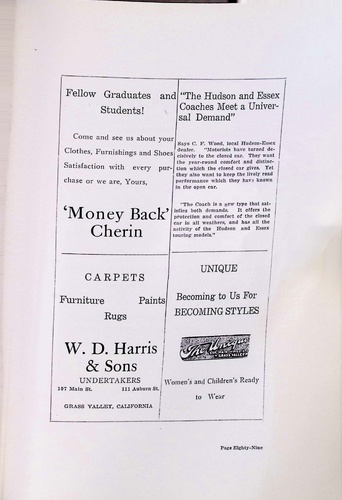 Fellow Graduates and
Students!
Come and see us about your
Clothes, Furnishings and Shoes
Satisfaction with every pur-
chase or we are, Yours,
'Money Back'
Cherin
"The Hudson and Essex
Coaches Meet a Univer-
sal Demand"
Says C. F. Wood, local Hudson-Essex
dealer. "Motorists have turned de-
cisively to the closed car. They want
the year-round comfort and distinc-
tion which the closed car gives. Yet
they also want to keep the lively road
performance which they have known
in the open car.
"The Coach is a new type that sat-
isfies both demands. It offers the
protection and comfort of the closed
car in all weathers, and has all the
activity of the Hudson and Essex
touring models."
CARPETS
Furniture Paints
Rugs
W. D. Harris
& Sons
UNDERTAKERS
107 Main St. 111 Auburn St.
GRASS VALLEY, CALIFORNIA
UNIQUE
Becoming to Us For
BECOMING STYLES
The Unique
GRASS VALLEY
Women's and Children's Ready
to Wear
Page Eighty-Nine